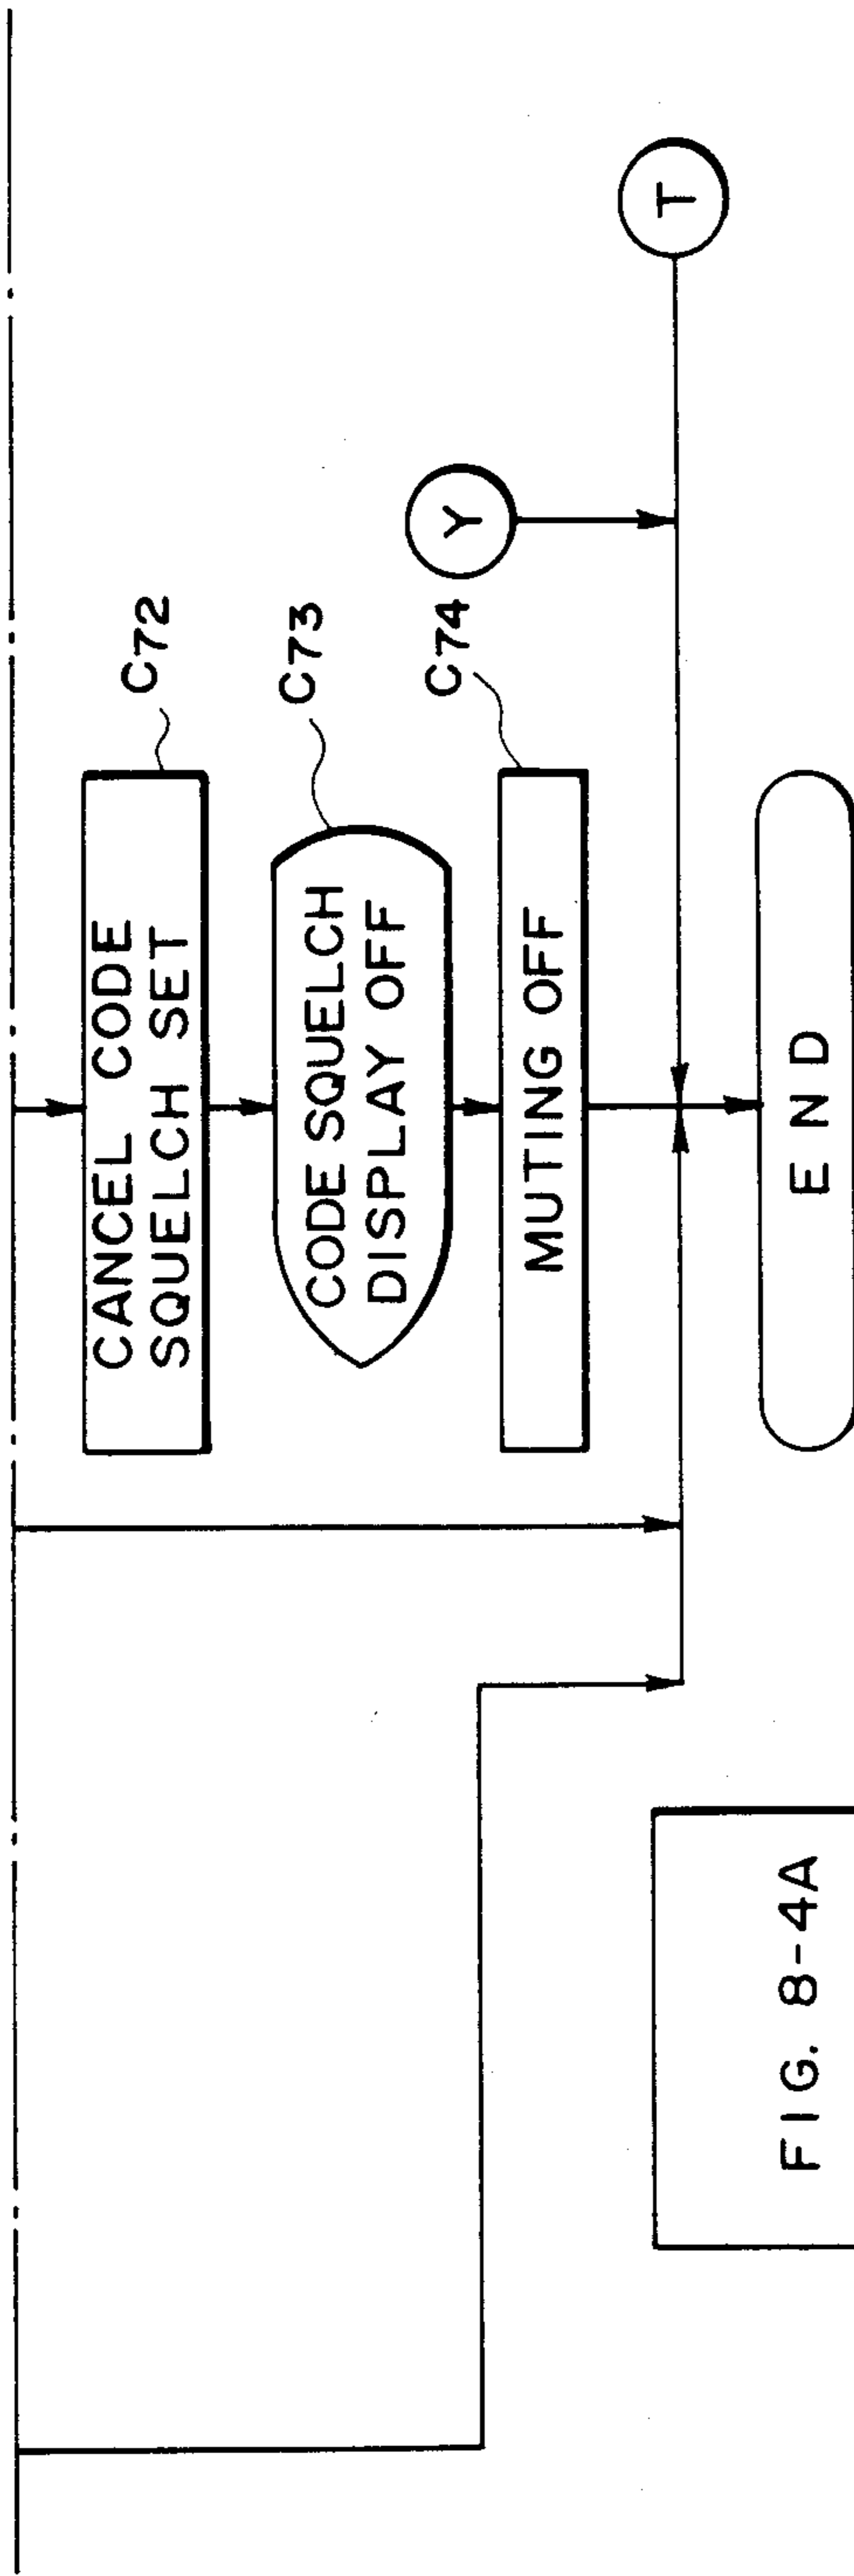 CANCEL CODE
SQUELCH SET
C72
CODE SQUELCH
DISPLAY OFF
C73
MUTING OFF
C74
Y
T
END
FIG. 8-4A